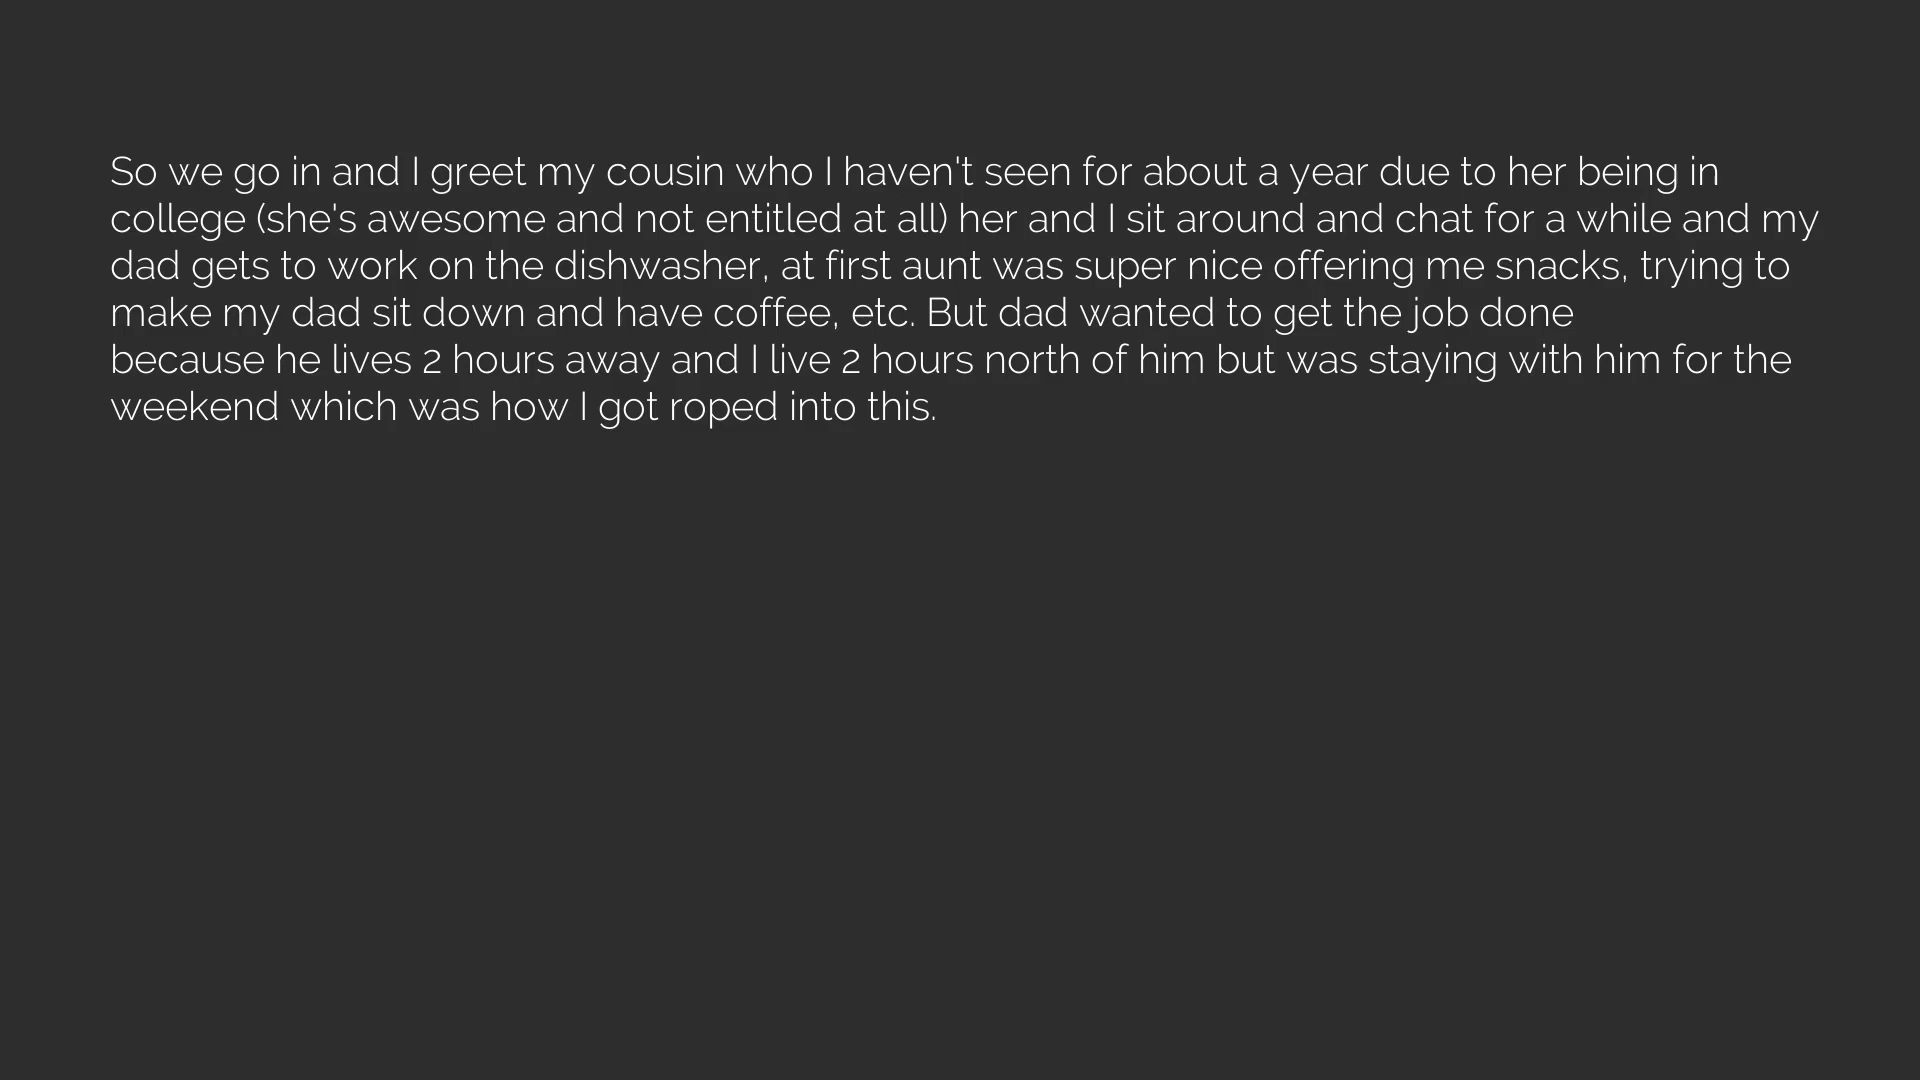 So we go in and I greet my cousin who I haven't seen for about a year due to her being in
college (she's awesome and not entitled at all) her and I sit around and chat for a while and my
dad gets to work on the dishwasher, at first aunt was super nice offering me snacks, trying to
make my dad sit down and have coffee, etc. But dad wanted to get the job done
because he lives 2 hours away and I live 2 hours north of him but was staying with him for the
weekend which was how I got roped into this.